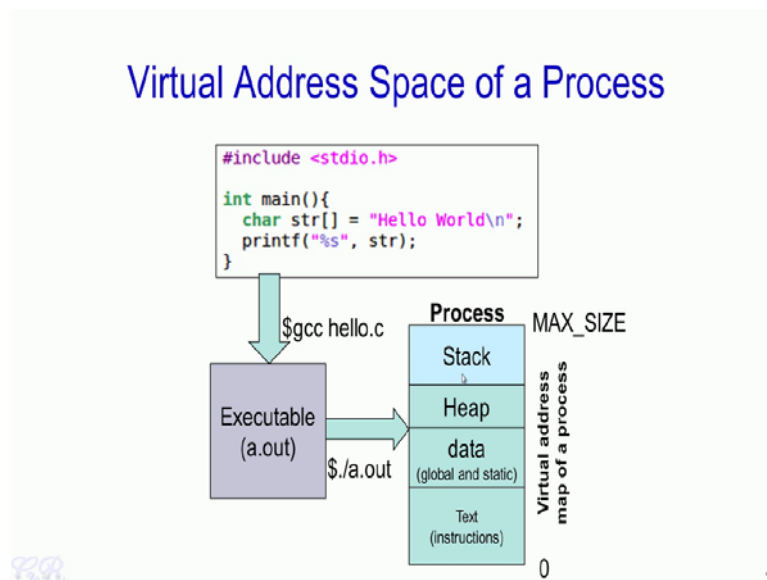 Virtual Address Space of a Process
#include <stdio.h>
int main(){
char str[] = "Hello World\n";
printf("%s", str);
}
$gcc hello.c
Executable
(a.out)
$./a.out
Process
MAX_SIZE
Stack
Heap
data
(global and static)
Text
(instructions)
0
Virtual address
map of a process